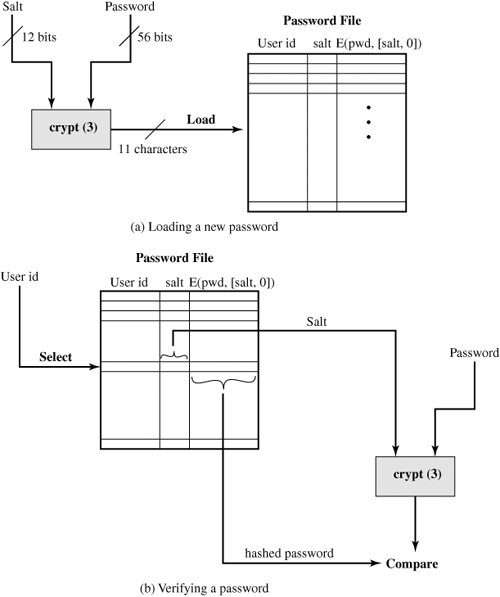 Salt
Password
Password File
12 bits
56 bits
User id salt E(pwd, [salt, 0])
crypt (3)
Load
11 characters
(a) Loading a new password
Password File
User id
User id salt E(pwd, [salt, 0])
Salt
Select
Password
crypt (3)
hashed password
Compare
(b) Verifying a password